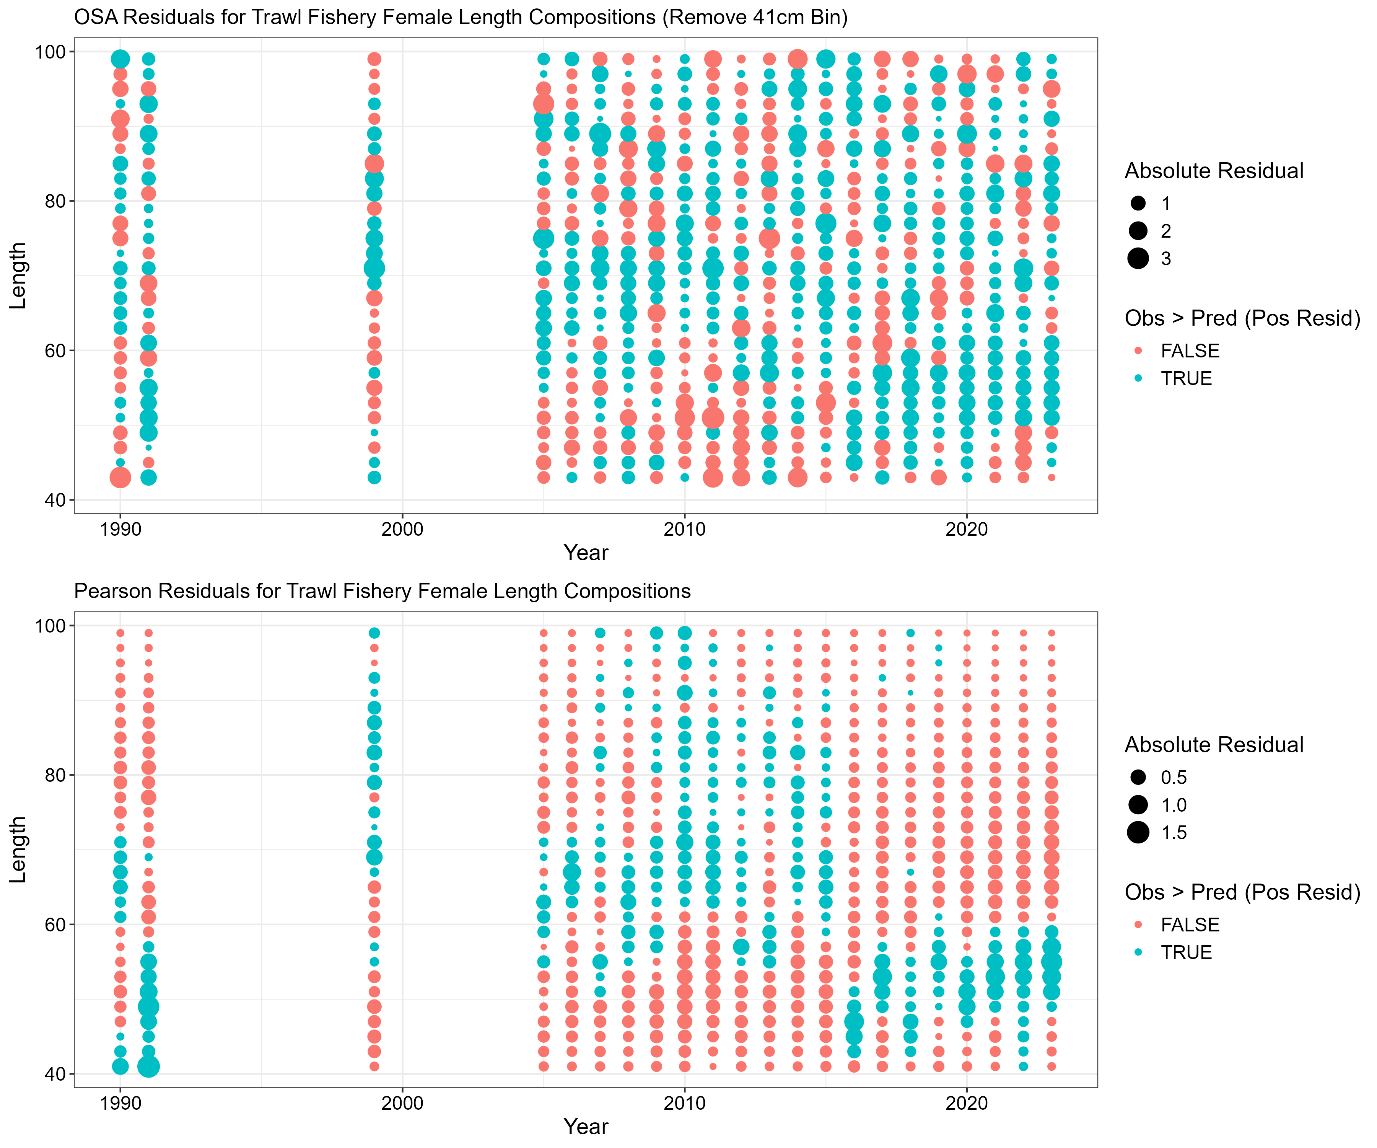 OSA Residuals for Trawl Fishery Female Length Compositions (Remove 41cm Bin)
100
80
60
40
Length
1990
2000
2010
2020
Year
Absolute Residual
1
2
3
Obs > Pred (Pos Resid)
FALSE
TRUE
Pearson Residuals for Trawl Fishery Female Length Compositions
100
80
60
40
Length
1990
2000
2010
2020
Year
Absolute Residual
0.5
1.0
1.5
Obs > Pred (Pos Resid)
FALSE
TRUE